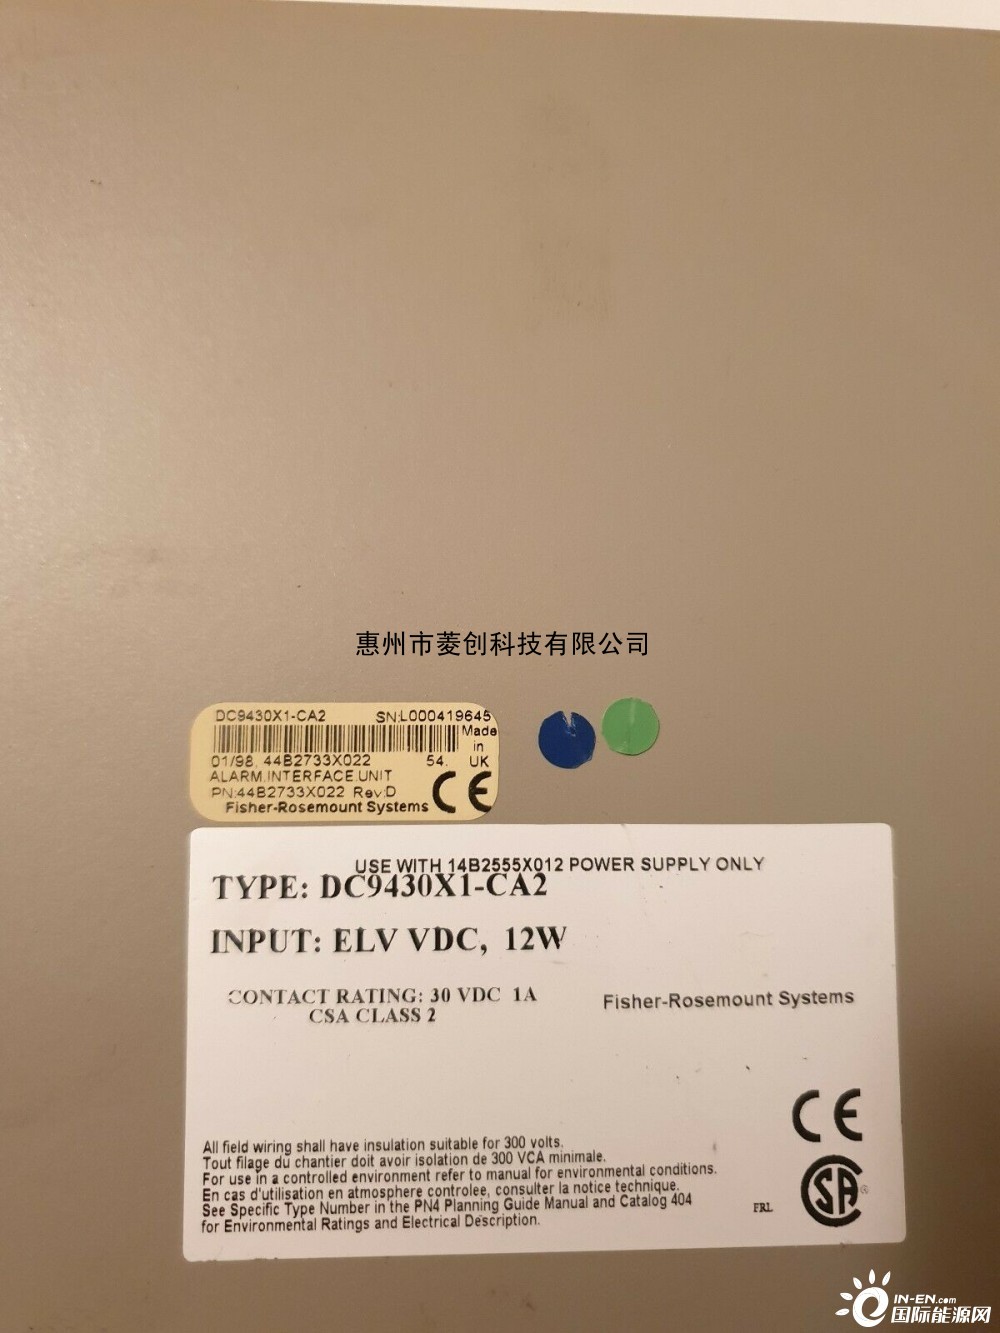 惠州市菱创科技有限公司
DC9430X1-CA2 SN:L000419645
Made
in
UK
01/98, 44B2733X022 54.
ALARM.INTERFACE.UNIT
PN:44B2733X022 Rev:D
Fisher-Rosemount Systems
CE
USE WITH 14B2555X012 POWER SUPPLY ONLY
TYPE: DC9430X1-CA2
INPUT: ELV VDC, 12W
CONTACT RATING: 30 VDC 1A
CSA CLASS 2
Fisher-Rosemount Systems
CE
All field wiring shall have insulation suitable for 300 volts.
Tout filage du chantier doit avoir isolation de 300 VCA minimale.
For use in a controlled environment refer to manual for environmental conditions.
En cas d'utilisation en atmosphere controlee, consulter la notice technique.
See Specific Type Number in the PN4 Planning Guide Manual and Catalog 404
for Environmental Ratings and Electrical Description.
FRL
SA®
IN-EN.com
国际能源网